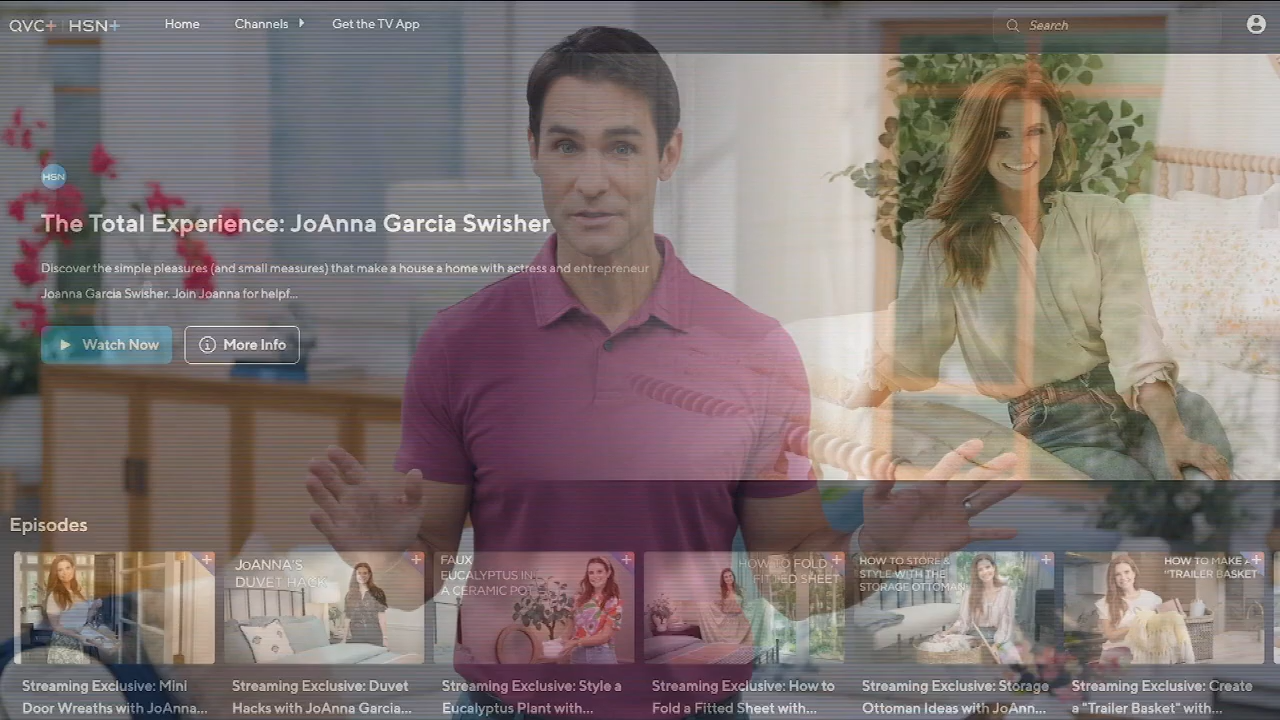 QVC+ HSN+
Home
Channels
Get the TV App
Search
HSN
The Total Experience: JoAnna Garcia Swisher
Discover the simple pleasures (and small measures) that make a house a home with actress and entrepreneur
Joanna Garcia Swisher. Join Joanna for helpf...
Watch Now
More Info
Episodes
JoANNA'S
DUVET HACK
FAUX
EUCALYPTUS IN
A CERAMIC POT
HOW TO FOLD A
FITTED SHEET
HOW TO STORE &
STYLE WITH THE
STORAGE OTTOMAN
HOW TO MAKE A
"TRAILER BASKET"
Streaming Exclusive: Mini
Door Wreaths with JoAnna...
Streaming Exclusive: Duvet
Hacks with JoAnna Garcia...
Streaming Exclusive: Style a
Eucalyptus Plant with...
Streaming Exclusive: How to
Fold a Fitted Sheet with...
Streaming Exclusive: Storage
Ottoman Ideas with JoAnn...
Streaming Exclusive: Create
a "Trailer Basket" with...